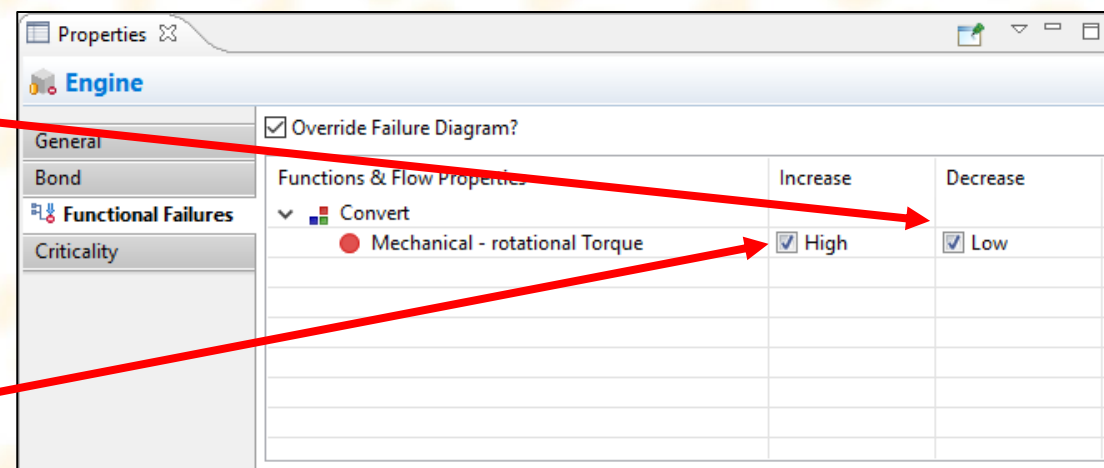 Properties
Engine
General
Bond
Functional Failures
Criticality
Override Failure Diagram?
Functions & Flow Properties Increase Decrease
Convert
Mechanical - rotational Torque High Low